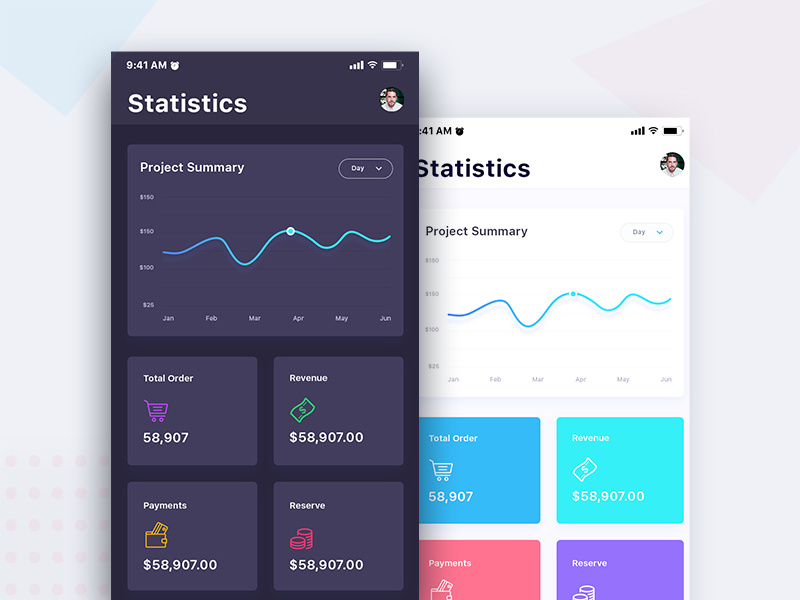 9:41 AM
Statistics
Project Summary
Day
$150
$150
$100
$25
Jan Feb Mar Apr May Jun
Total Order
58,907
Revenue
$58,907.00
Payments
$58,907.00
Reserve
$58,907.00
:41 AM
Statistics
Project Summary
Day
$150
$150
$100
$25
Jan Feb Mar Apr May Jun
Total Order
58,907
Revenue
$58,907.00
Payments
Reserve